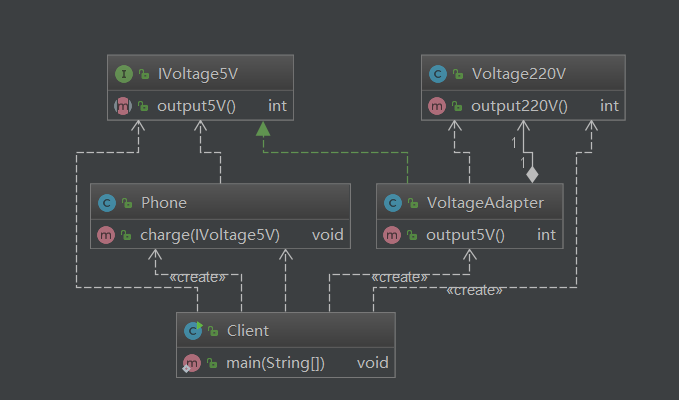 I IVoltage5V
m output5V() int
C Voltage220V
m output220V() int
1
1
C Phone
m charge(IVoltage5V) void
C VoltageAdapter
m output5V() int
«create»
«create»
«create»
C Client
m main(String[]) void